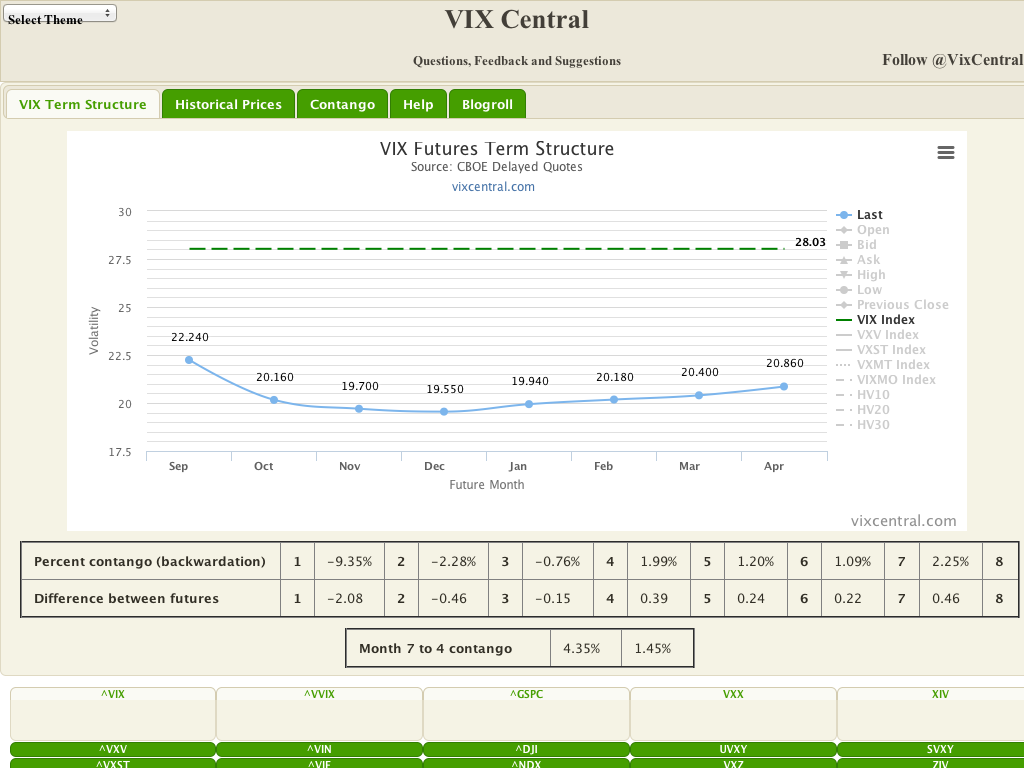 Select Theme
VIX Central
Questions, Feedback and Suggestions
Follow @VixCentral
VIX Term Structure Historical Prices Contango Help Blogroll
VIX Futures Term Structure
Source: CBOE Delayed Quotes
vixcentral.com
Volatility
30
27.5
25
22.5
20
17.5
28.03
22.240 20.160 19.700 19.550 19.940 20.180 20.400 20.860
Sep Oct Nov Dec Jan Feb Mar Apr
Future Month
Last
Open
Bid
Ask
High
Low
Previous Close
VIX Index
VXV Index
VXST Index
VXMT Index
VIXMO Index
HV10
HV20
HV30
vixcentral.com
Percent contango (backwardation) 1 -9.35% 2 -2.28% 3 -0.76% 4 1.99% 5 1.20% 6 1.09% 7 2.25% 8
Difference between futures 1 -2.08 2 -0.46 3 -0.15 4 0.39 5 0.24 6 0.22 7 0.46 8
Month 7 to 4 contango 4.35% 1.45%
^VIX ^VVIX ^GSPC VXX XIV
^VXV ^VIN ^DJI UVXY SVXY
^VXST ^VIF ^NDX VXZ ZIV